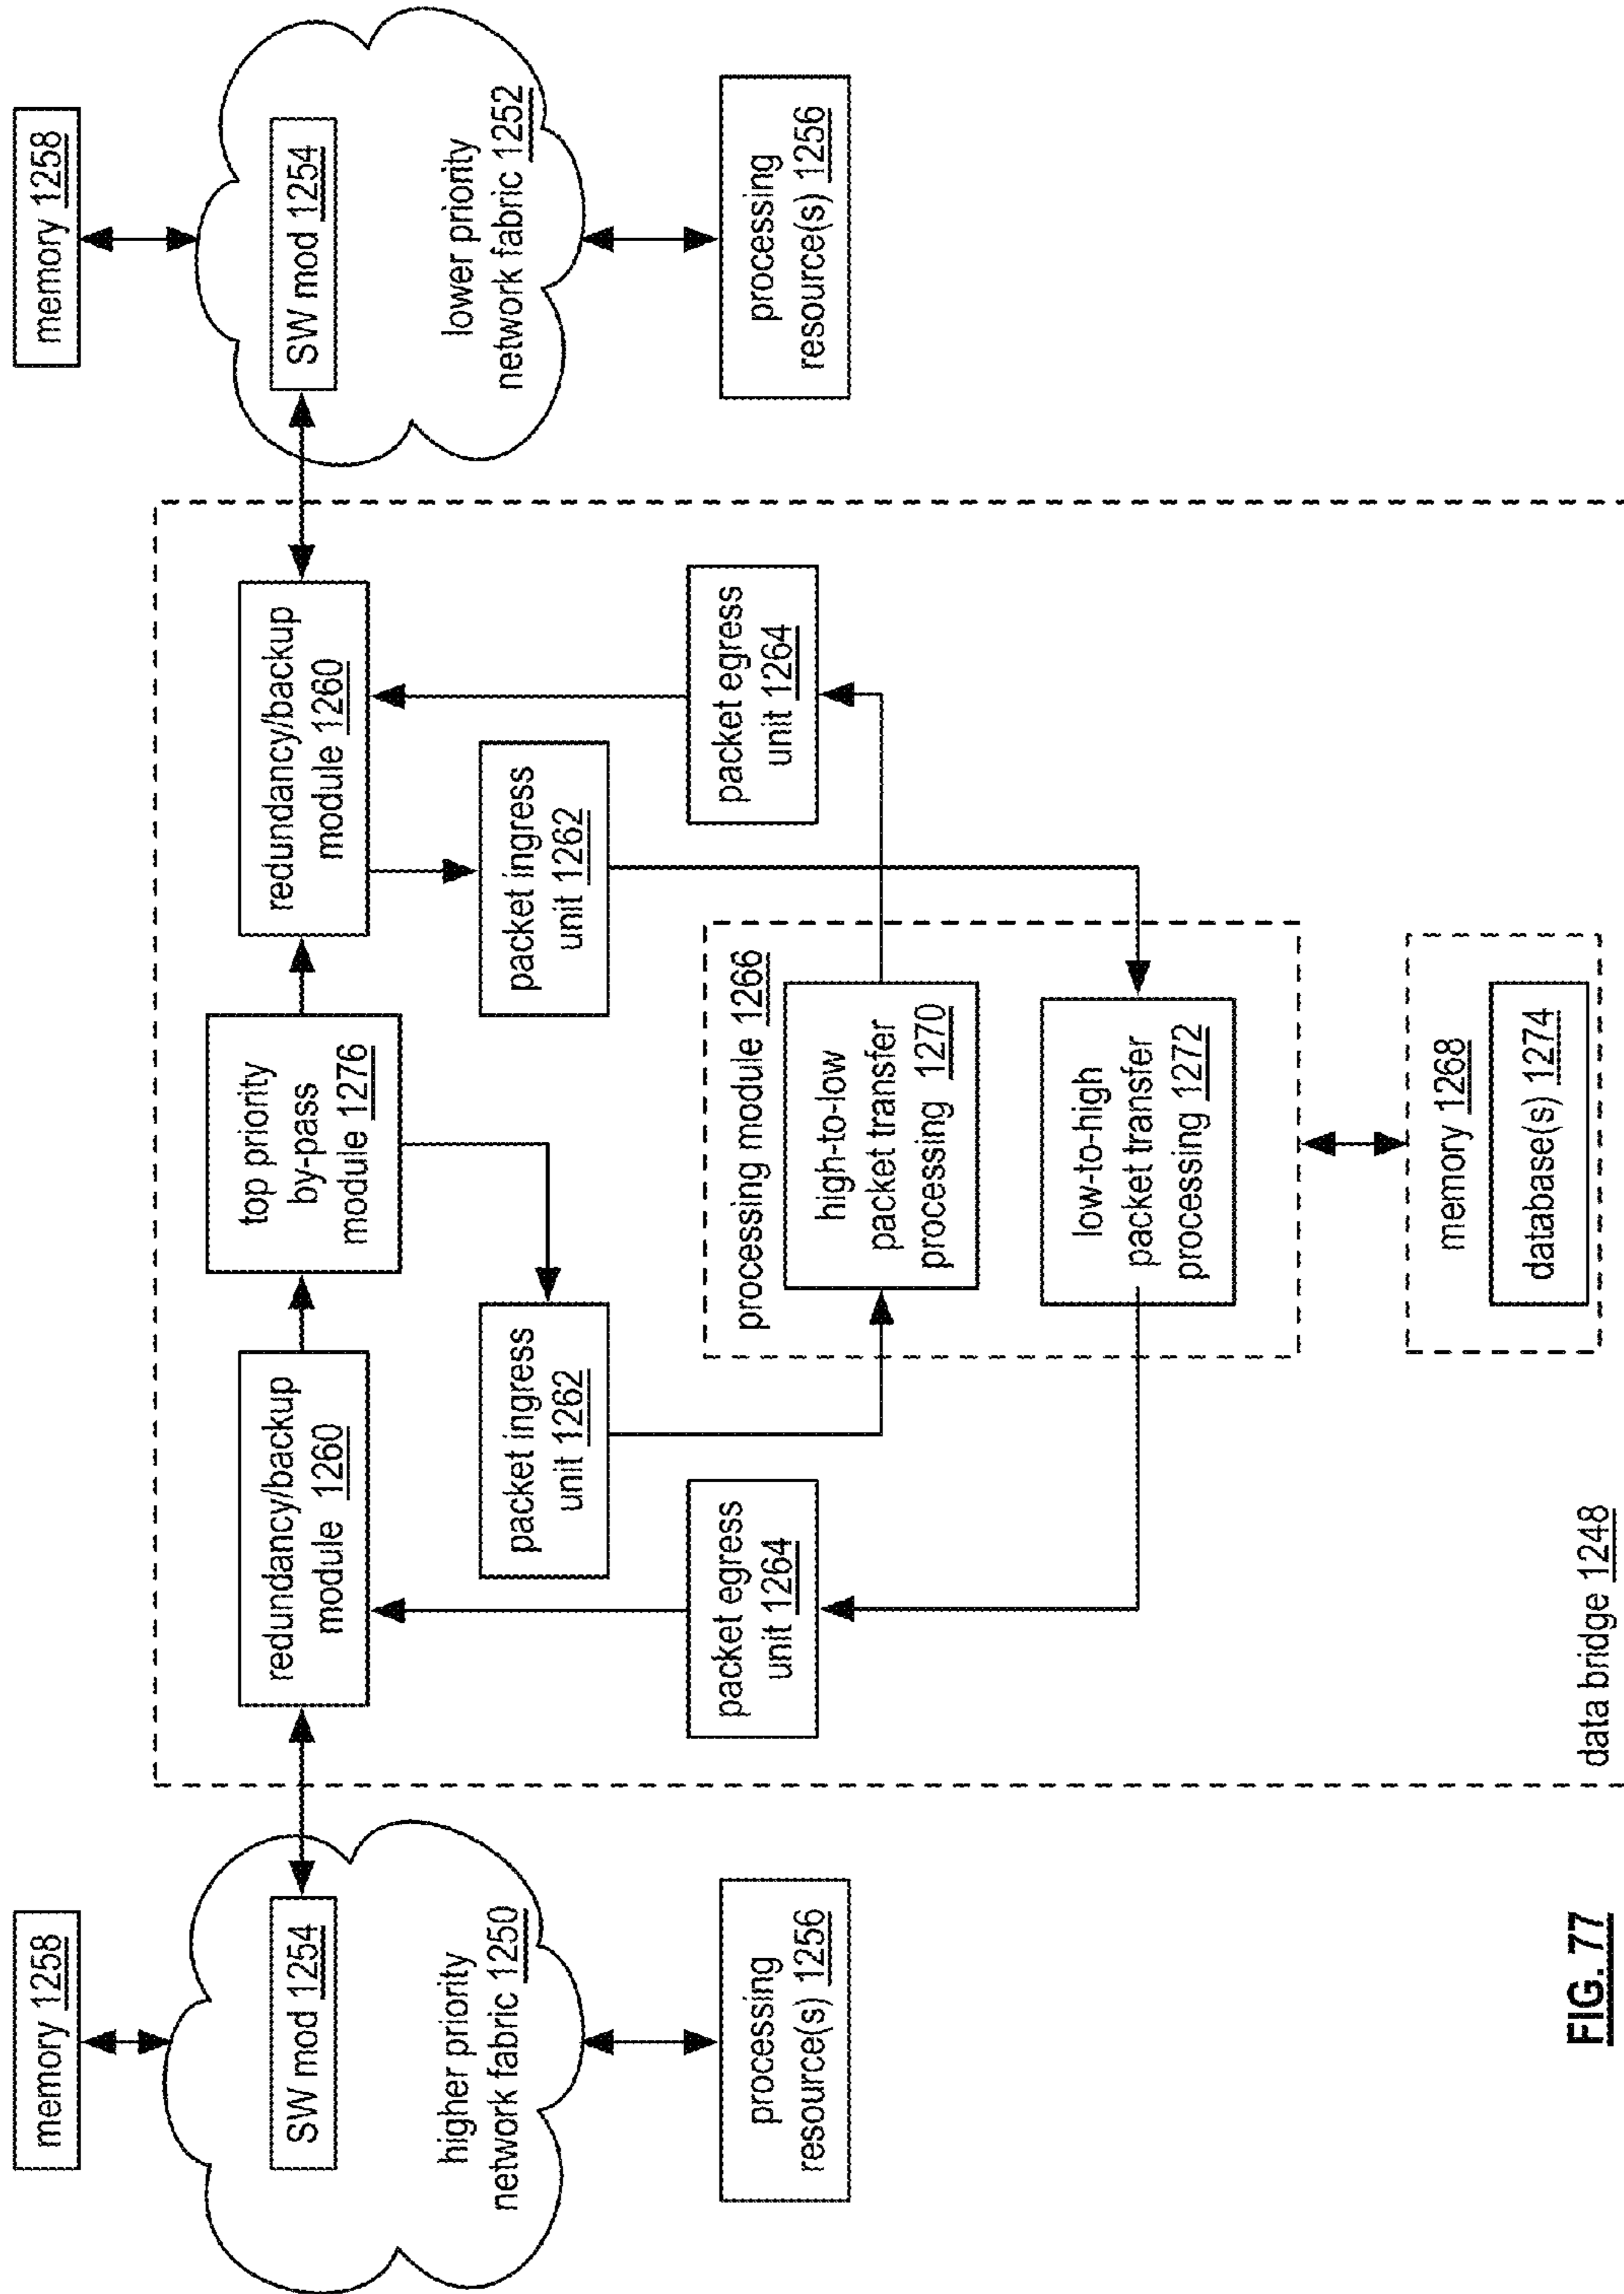 memory 1258
SW mod 1254
higher priority
network fabric 1250
processing
resource(s) 1256
redundancy/backup
module 1260
top priority
by-pass
module 1276
redundancy/backup
module 1260
packet ingress
unit 1262
packet ingress
unit 1262
packet egress
unit 1264
packet egress
unit 1264
processing module 1266
high-to-low
packet transfer
processing 1270
low-to-high
packet transfer
processing 1272
memory 1268
database(s) 1274
data bridge 1248
memory 1258
SW mod 1254
lower priority
network fabric 1252
processing
resource(s) 1256
FIG. 77